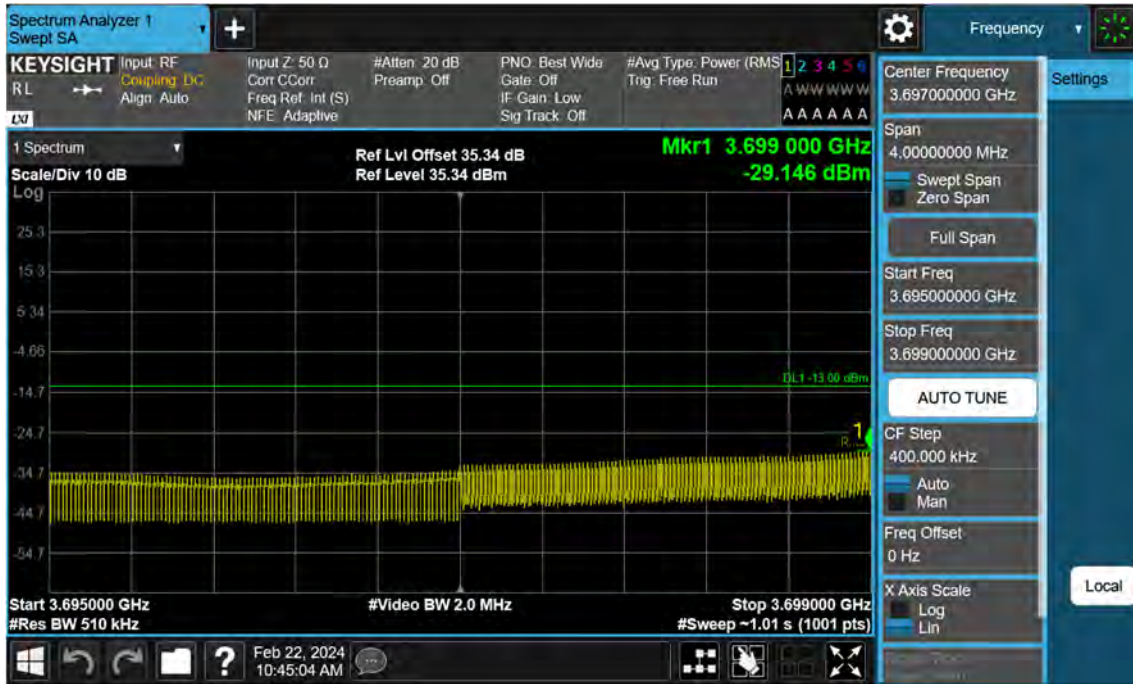 Spectrum Analyzer 1
Swept SA
+
Frequency
KEYSIGHT
RL
LXI
Input: RF
Coupling: DC
Align: Auto
Input Z: 50 Ω
Corr CCorr
Freq Ref: Int (S)
NFE: Adaptive
#Atten: 20 dB
Preamp: Off
PNO: Best Wide
Gate: Off
IF Gain: Low
Sig Track: Off
#Avg Type: Power (RMS
Trig: Free Run
1 2 3 4 5 6
A W W W W W
A A A A A A
1 Spectrum
Scale/Div 10 dB
Ref Lvl Offset 35.34 dB
Ref Level 35.34 dBm
Mkr1 3.699 000 GHz
-29.146 dBm
Log
25.3
15.3
5.34
-4.66
-14.7
-24.7
-34.7
-44.7
-54.7
DL1 -13.00 dBm
1
Start 3.695000 GHz
#Res BW 510 kHz
#Video BW 2.0 MHz
Stop 3.699000 GHz
#Sweep ~1.01 s (1001 pts)
Center Frequency
3.697000000 GHz
Span
4.00000000 MHz
Swept Span
Zero Span
Full Span
Start Freq
3.695000000 GHz
Stop Freq
3.699000000 GHz
AUTO TUNE
CF Step
400.000 kHz
Auto
Man
Freq Offset
0 Hz
X Axis Scale
Log
Lin
Settings
Local
?
Feb 22, 2024
10:45:04 AM